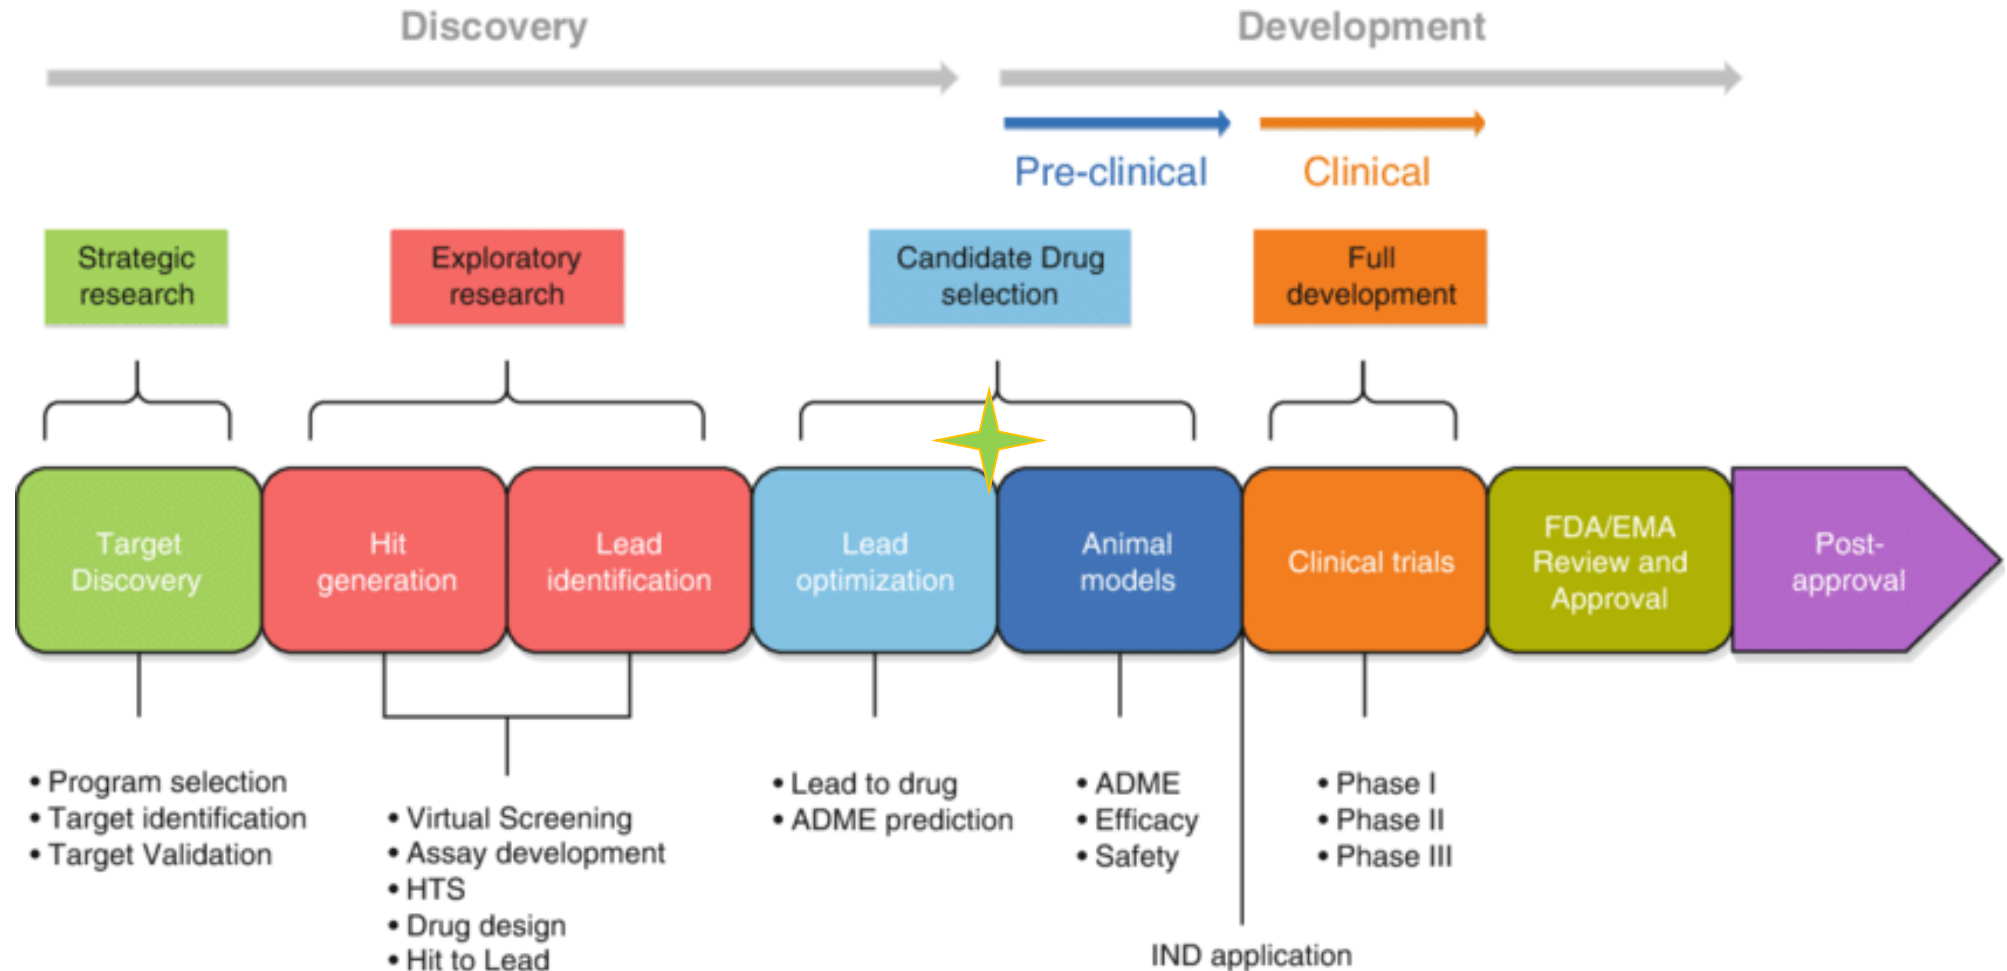 Discovery
Development
Pre-clinical
Clinical
Strategic
research
Exploratory
research
Candidate Drug
selection
Full
development
Target
Discovery
Hit
generation
Lead
identification
Lead
optimization
Animal
models
Clinical trials
FDA/EMA
Review and
Approval
Post-
approval
• Program selection
• Target identification
• Target Validation
• Virtual Screening
• Assay development
• HTS
• Drug design
• Hit to Lead
• Lead to drug
• ADME prediction
• ADME
• Efficacy
• Safety
• Phase I
• Phase II
• Phase III
IND application